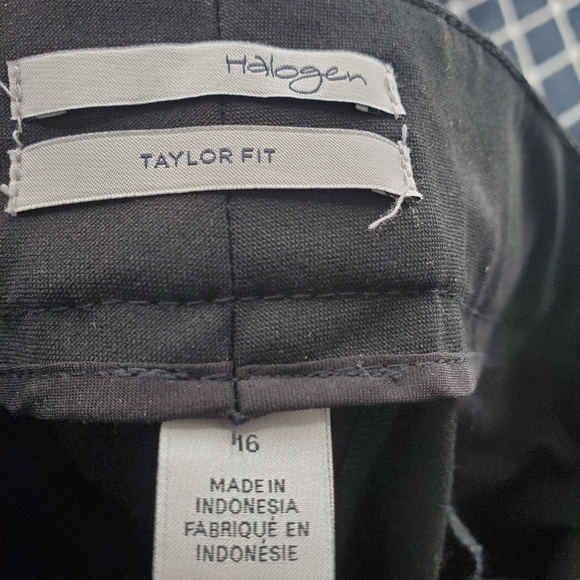 Halogen
TAYLOR FIT
16
MADE IN
INDONESIA
FABRIQUÉ EN
INDONÉSIE